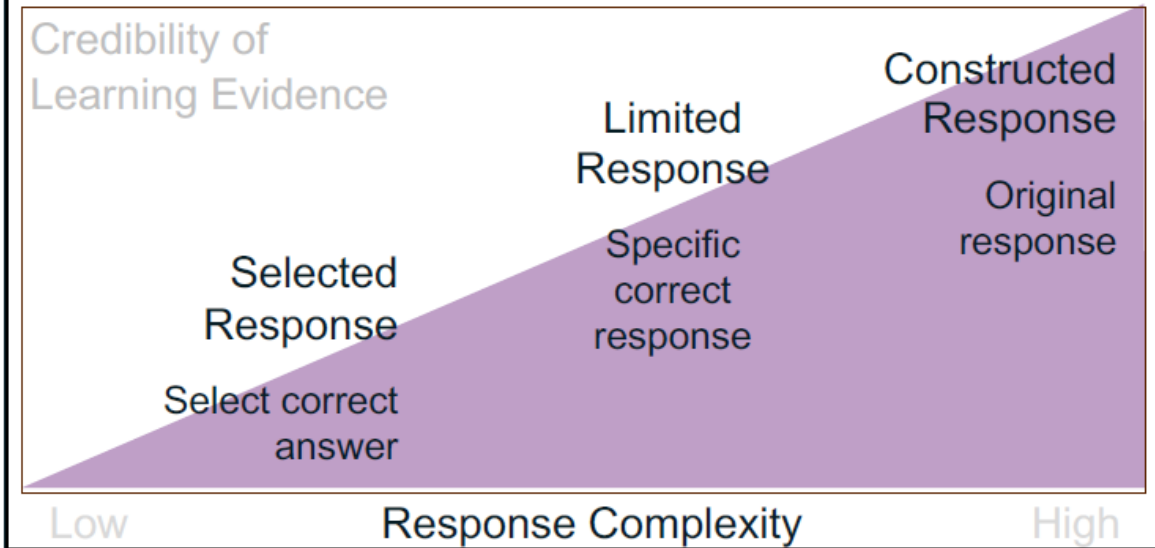 Credibility of
Learning Evidence
Selected
Response
Select correct
answer
Limited
Response
Specific
correct
response
Constructed
Response
Original
response
Low
Response Complexity
High